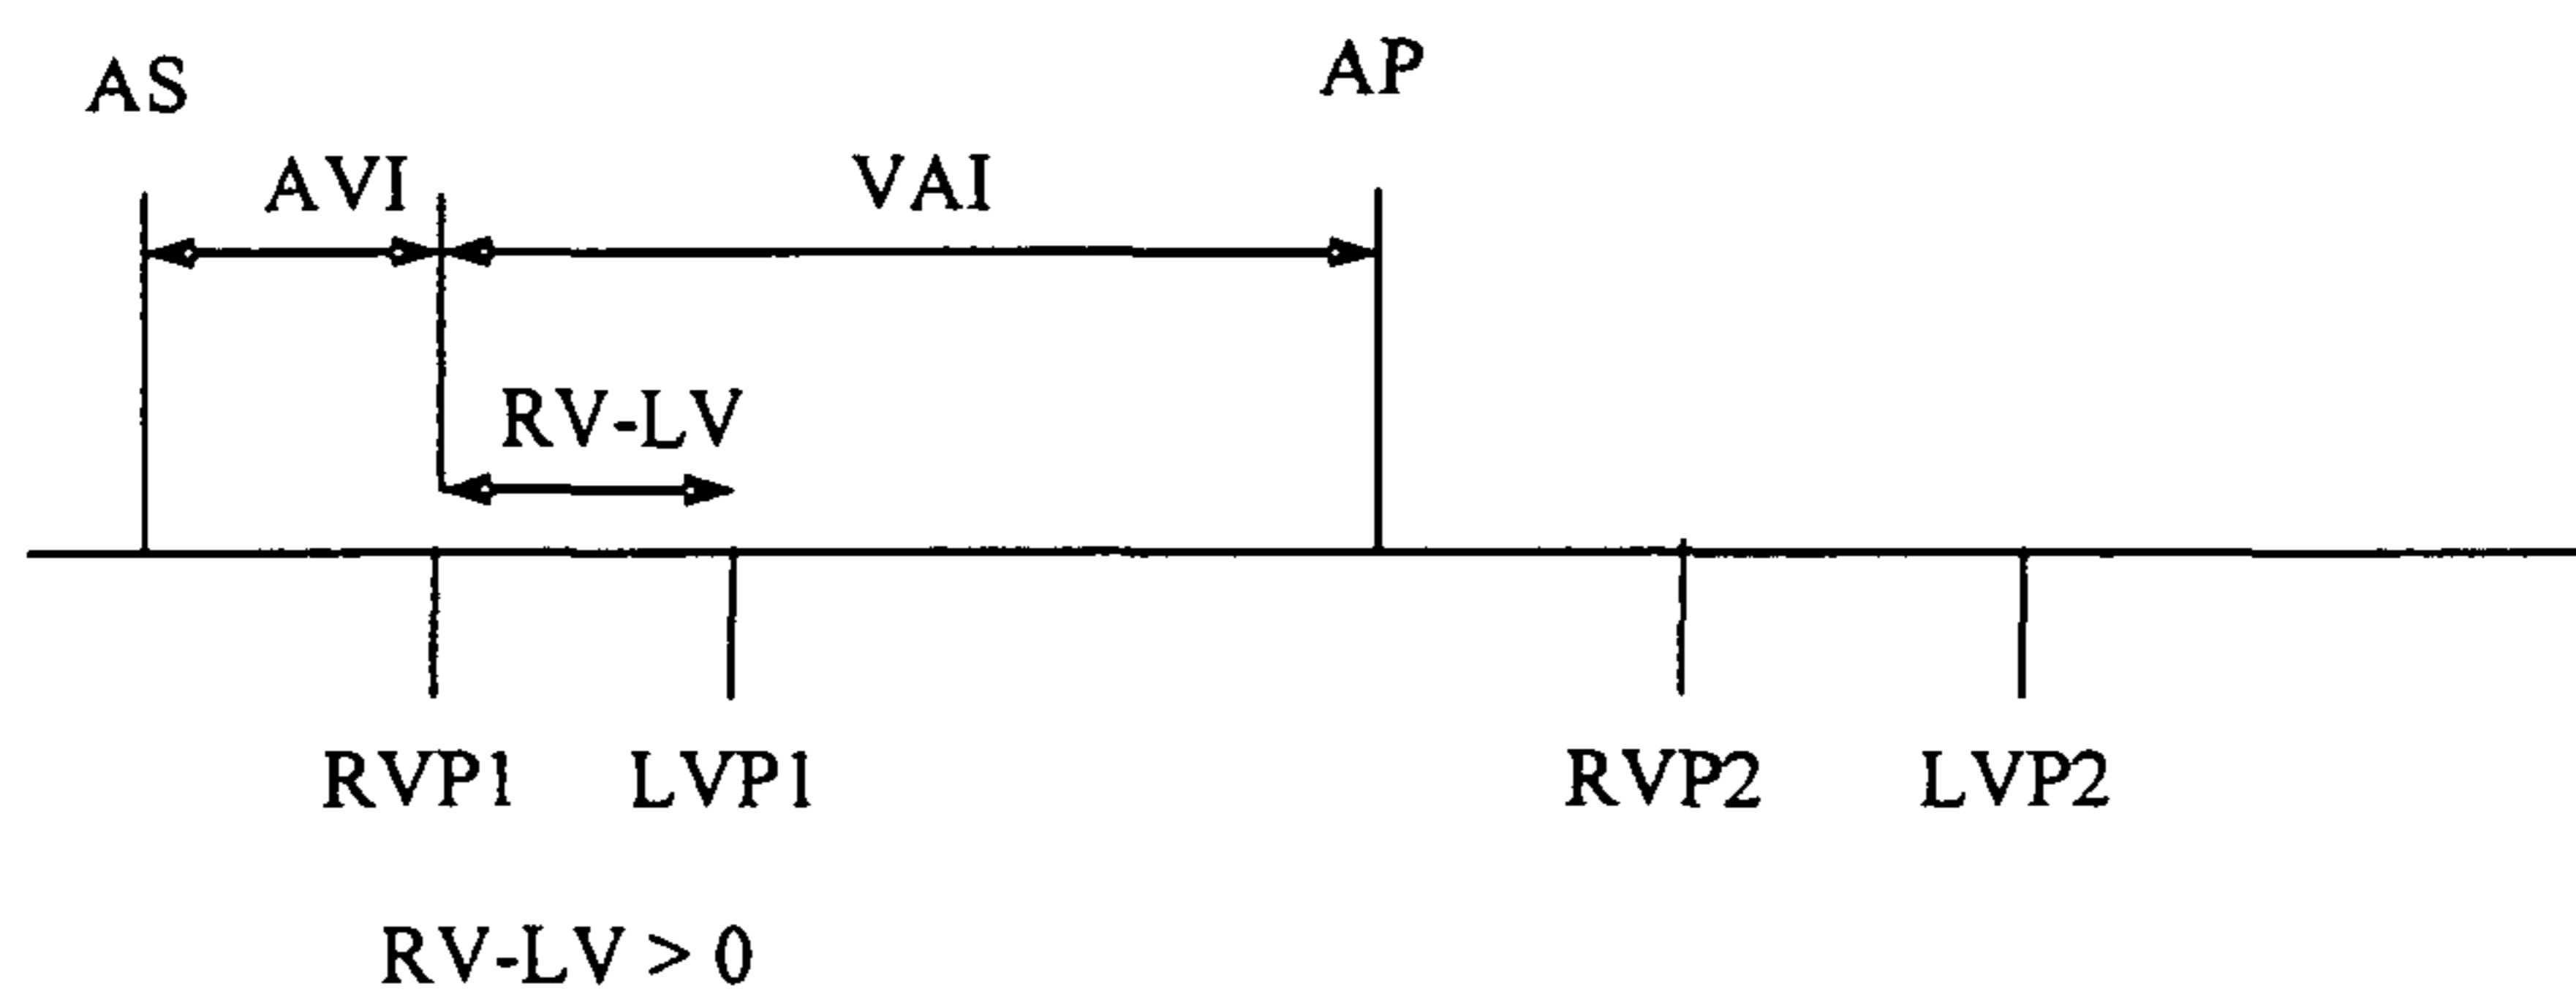 AS AP
AVI VAI
RV-LV
RVP1 LVP1 RVP2 LVP2
RV-LV > 0